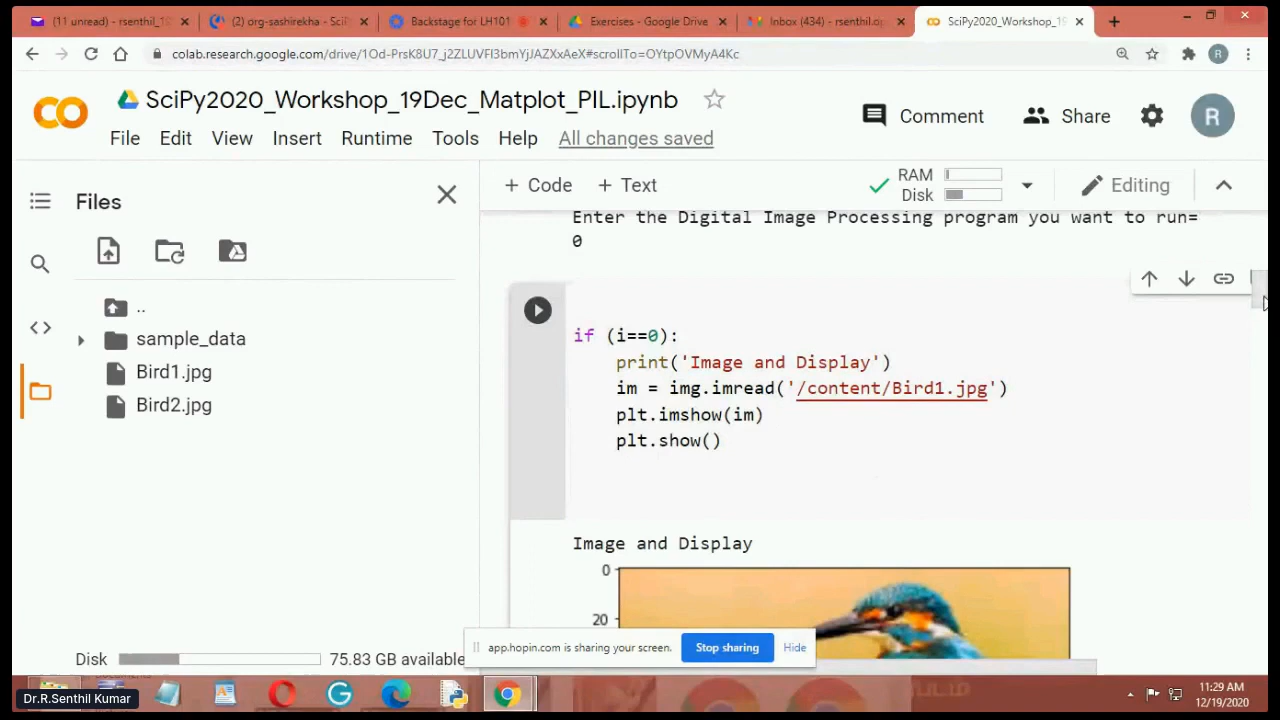 (11 unread) - rsenthil_1
(2) org-sashirekha - SciP
Backstage for LH101
Exercises - Google Drive
Inbox (434) - rsenthil.op
SciPy2020_Workshop_19
colab.research.google.com/drive/1Od-PrsK8U7_j2ZLUVFl3bmYjJAZXxAeX#scrollTo=OYtpOVMyA4Kc
R
CO
SciPy2020_Workshop_19Dec_Matplot_PIL.ipynb
Comment
Share
R
File Edit View Insert Runtime Tools Help All changes saved
Files
+ Code + Text
RAM
Disk
Editing
Enter the Digital Image Processing program you want to run=
0
..
sample_data
Bird1.jpg
Bird2.jpg
if (i==0):
print('Image and Display')
im = img.imread('/content/Bird1.jpg')
plt.imshow(im)
plt.show()
Image and Display
0
20
app.hopin.com is sharing your screen. Stop sharing Hide
Disk 75.83 GB available
Dr.R.Senthil Kumar
11:29 AM
12/19/2020